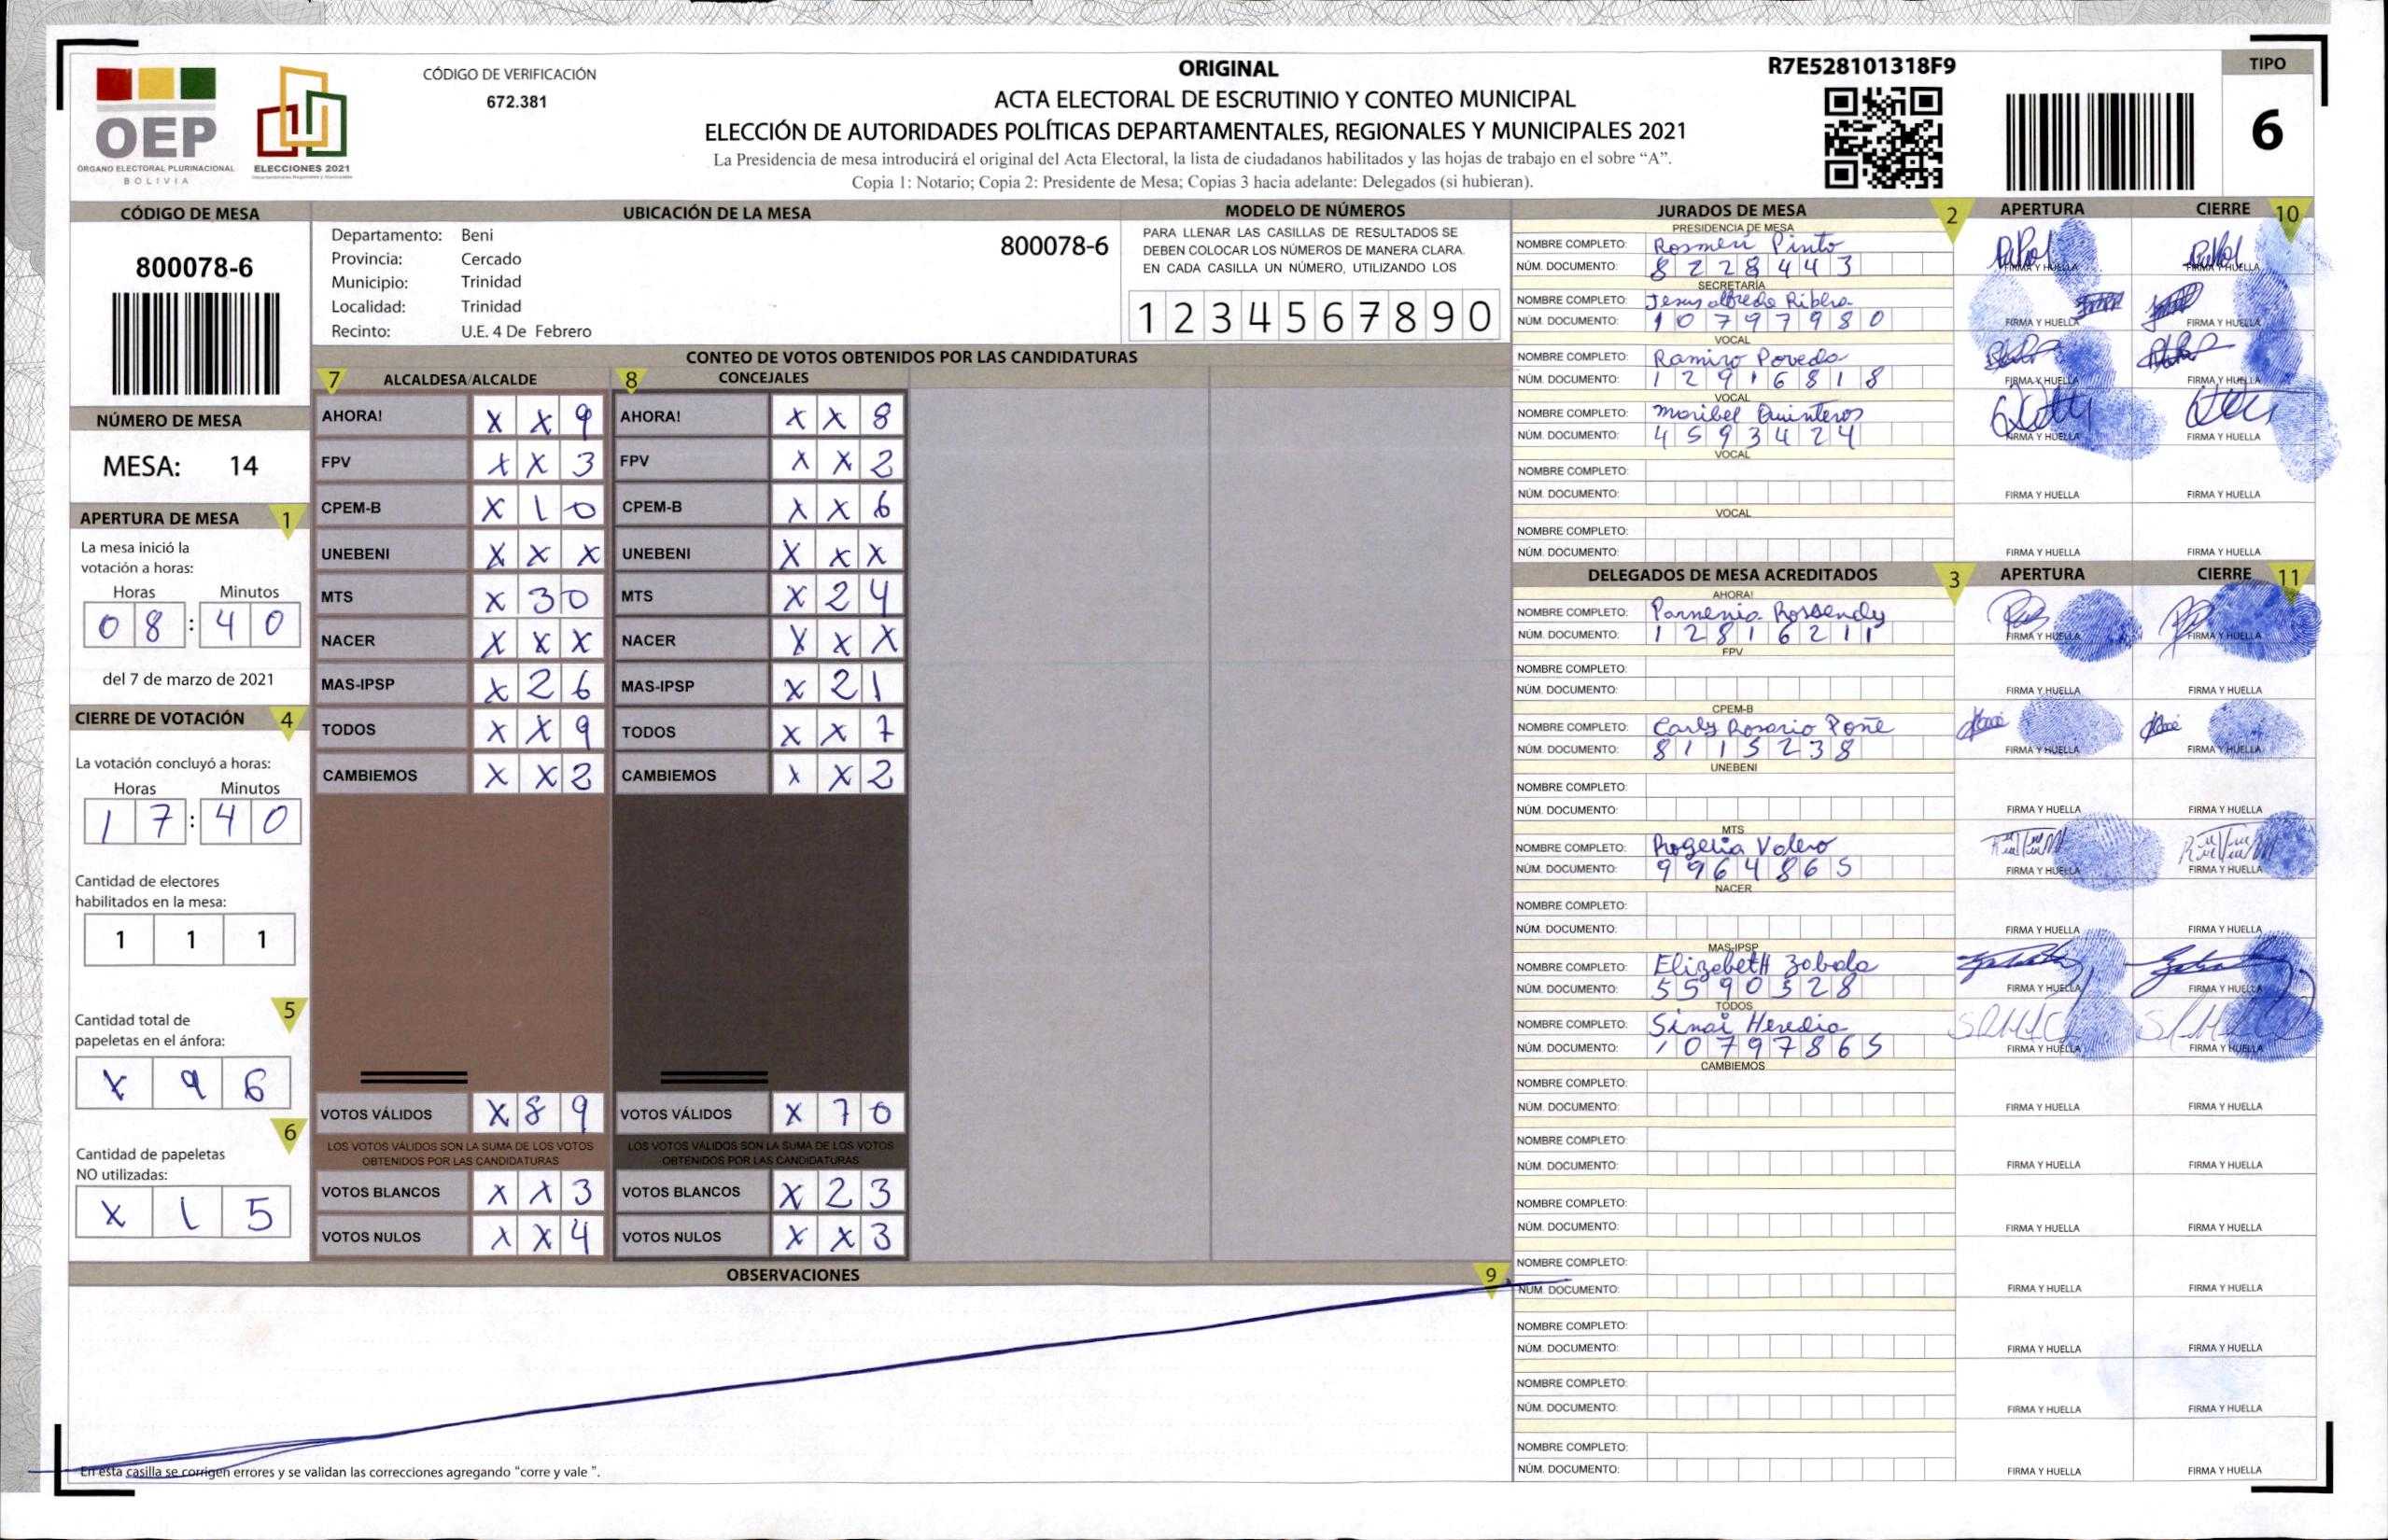 CÓDIGO DE VERIFICACIÓN
672.381
OEP
ÓRGANO ELECTORAL PLURINACIONAL
BOLIVIA
ELECCIONES 2021
ORIGINAL
ACTA ELECTORAL DE ESCRUTINIO Y CONTEO MUNICIPAL
ELECCIÓN DE AUTORIDADES POLÍTICAS DEPARTAMENTALES, REGIONALES Y MUNICIPALES 2021
La Presidencia de mesa introducirá el original del Acta Electoral, la lista de ciudadanos habilitados y las hojas de trabajo en el sobre “A”.
Copia 1: Notario; Copia 2: Presidente de Mesa; Copias 3 hacia adelante: Delegados (si hubieran).
R7E528101318F9
TIPO
6
CÓDIGO DE MESA
800078-6
NÚMERO DE MESA
MESA: 14
APERTURA DE MESA 1
La mesa inició la
votación a horas:
Horas Minutos
0 8 : 4 0
del 7 de marzo de 2021
CIERRE DE VOTACIÓN 4
La votación concluyó a horas:
Horas Minutos
1 7 : 4 0
Cantidad de electores
habilitados en la mesa:
1 1 1
5
Cantidad total de
papeletas en el ánfora:
X 9 6
6
Cantidad de papeletas
NO utilizadas:
X 1 5
UBICACIÓN DE LA MESA
Departamento: Beni
Provincia: Cercado
Municipio: Trinidad
Localidad: Trinidad
Recinto: U.E. 4 De Febrero
800078-6
MODELO DE NÚMEROS
PARA LLENAR LAS CASILLAS DE RESULTADOS SE
DEBEN COLOCAR LOS NÚMEROS DE MANERA CLARA.
EN CADA CASILLA UN NÚMERO, UTILIZANDO LOS
1 2 3 4 5 6 7 8 9 0
CONTEO DE VOTOS OBTENIDOS POR LAS CANDIDATURAS
7 ALCALDESA/ALCALDE
AHORA! X X 9
FPV X X 3
CPEM-B X 1 0
UNEBENI X X X
MTS X 3 0
NACER X X X
MAS-IPSP X 2 6
TODOS X X 9
CAMBIEMOS X X 2
VOTOS VÁLIDOS X 8 9
LOS VOTOS VÁLIDOS SON LA SUMA DE LOS VOTOS
OBTENIDOS POR LAS CANDIDATURAS
VOTOS BLANCOS X X 3
VOTOS NULOS X X 4
8 CONCEJALES
AHORA! X X 8
FPV X X 2
CPEM-B X X 6
UNEBENI X X X
MTS X 2 4
NACER X X X
MAS-IPSP X 2 1
TODOS X X 7
CAMBIEMOS X X 2
VOTOS VÁLIDOS X 7 0
LOS VOTOS VÁLIDOS SON LA SUMA DE LOS VOTOS
OBTENIDOS POR LAS CANDIDATURAS
VOTOS BLANCOS X 2 3
VOTOS NULOS X X 3
OBSERVACIONES 9
En esta casilla se corrigen errores y se validan las correcciones agregando “corre y vale ”.
JURADOS DE MESA 2 APERTURA CIERRE 10
PRESIDENCIA DE MESA
NOMBRE COMPLETO: Rosmeri Pinto
NÚM. DOCUMENTO: 8 2 2 8 4 4 3 FIRMA Y HUELLA FIRMA Y HUELLA
SECRETARÍA
NOMBRE COMPLETO: Jesus alfredo Ribera
NÚM. DOCUMENTO: 1 0 7 9 7 9 8 0 FIRMA Y HUELLA FIRMA Y HUELLA
VOCAL
NOMBRE COMPLETO: Ramiro Poveda
NÚM. DOCUMENTO: 1 2 9 1 6 8 1 8 FIRMA Y HUELLA FIRMA Y HUELLA
VOCAL
NOMBRE COMPLETO: Maribel Quinteros
NÚM. DOCUMENTO: 4 5 9 3 4 2 4 FIRMA Y HUELLA FIRMA Y HUELLA
VOCAL
NOMBRE COMPLETO:
NÚM. DOCUMENTO: FIRMA Y HUELLA FIRMA Y HUELLA
VOCAL
NOMBRE COMPLETO:
NÚM. DOCUMENTO: FIRMA Y HUELLA FIRMA Y HUELLA
DELEGADOS DE MESA ACREDITADOS 3 APERTURA CIERRE 11
AHORA!
NOMBRE COMPLETO: Parmenia Rossendy
NÚM. DOCUMENTO: 1 2 8 1 6 2 1 1 FIRMA Y HUELLA FIRMA Y HUELLA
FPV
NOMBRE COMPLETO:
NÚM. DOCUMENTO: FIRMA Y HUELLA FIRMA Y HUELLA
CPEM-B
NOMBRE COMPLETO: Carly Rosario Poñe
NÚM. DOCUMENTO: 8 1 1 5 2 3 8 FIRMA Y HUELLA FIRMA Y HUELLA
UNEBENI
NOMBRE COMPLETO:
NÚM. DOCUMENTO: FIRMA Y HUELLA FIRMA Y HUELLA
MTS
NOMBRE COMPLETO: Rogelia Valero
NÚM. DOCUMENTO: 9 9 6 4 8 6 5 FIRMA Y HUELLA FIRMA Y HUELLA
NACER
NOMBRE COMPLETO:
NÚM. DOCUMENTO: FIRMA Y HUELLA FIRMA Y HUELLA
MAS-IPSP
NOMBRE COMPLETO: Elizabeth Zabala
NÚM. DOCUMENTO: 5 5 9 0 5 2 8 FIRMA Y HUELLA FIRMA Y HUELLA
TODOS
NOMBRE COMPLETO: Sinai Heredia
NÚM. DOCUMENTO: 1 0 7 9 7 8 6 5 FIRMA Y HUELLA FIRMA Y HUELLA
CAMBIEMOS
NOMBRE COMPLETO:
NÚM. DOCUMENTO: FIRMA Y HUELLA FIRMA Y HUELLA
NOMBRE COMPLETO:
NÚM. DOCUMENTO: FIRMA Y HUELLA FIRMA Y HUELLA
NOMBRE COMPLETO:
NÚM. DOCUMENTO: FIRMA Y HUELLA FIRMA Y HUELLA
NOMBRE COMPLETO:
NÚM. DOCUMENTO: FIRMA Y HUELLA FIRMA Y HUELLA
NOMBRE COMPLETO:
NÚM. DOCUMENTO: FIRMA Y HUELLA FIRMA Y HUELLA
NOMBRE COMPLETO:
NÚM. DOCUMENTO: FIRMA Y HUELLA FIRMA Y HUELLA
NOMBRE COMPLETO:
NÚM. DOCUMENTO: FIRMA Y HUELLA FIRMA Y HUELLA